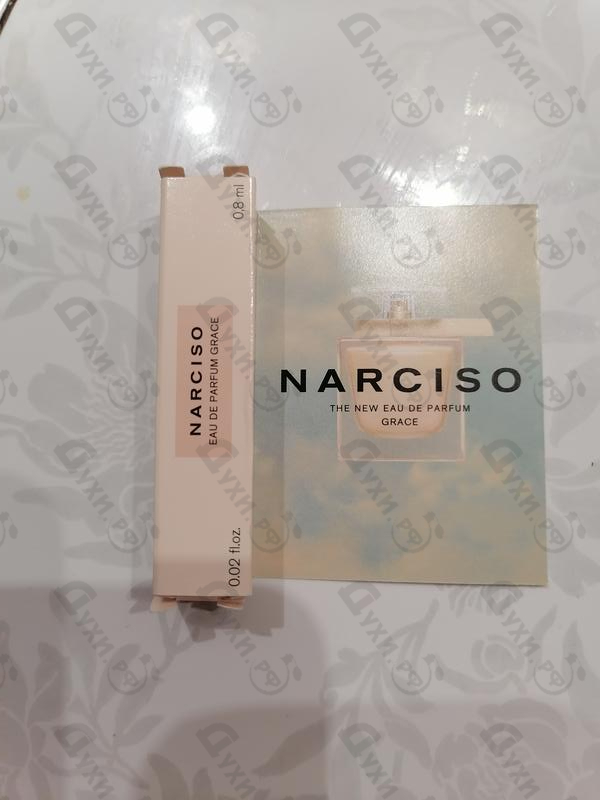 0,8 ml
NARCISO
EAU DE PARFUM GRACE
0.02 fl.oz.
NARCISO
THE NEW EAU DE PARFUM
GRACE
Духи.рф